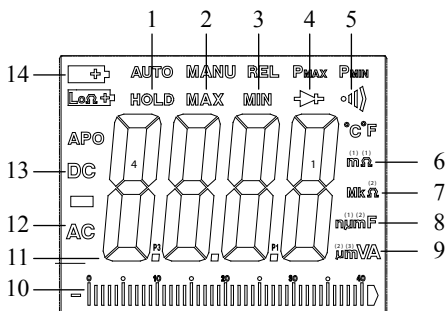 1 2 3 4 5
14 + AUTO MANU REL PMAX PMIN
LoΩ + HOLD MAX MIN
°C°F
APO
4 1
(1) (1)
mΩ 6
13 DC
(2)
MkΩ 7
(1) (2)
nμmF 8
12 AC
(2) (3)
μmVA 9
11 P3 P1
10 0 10 20 30 40
-